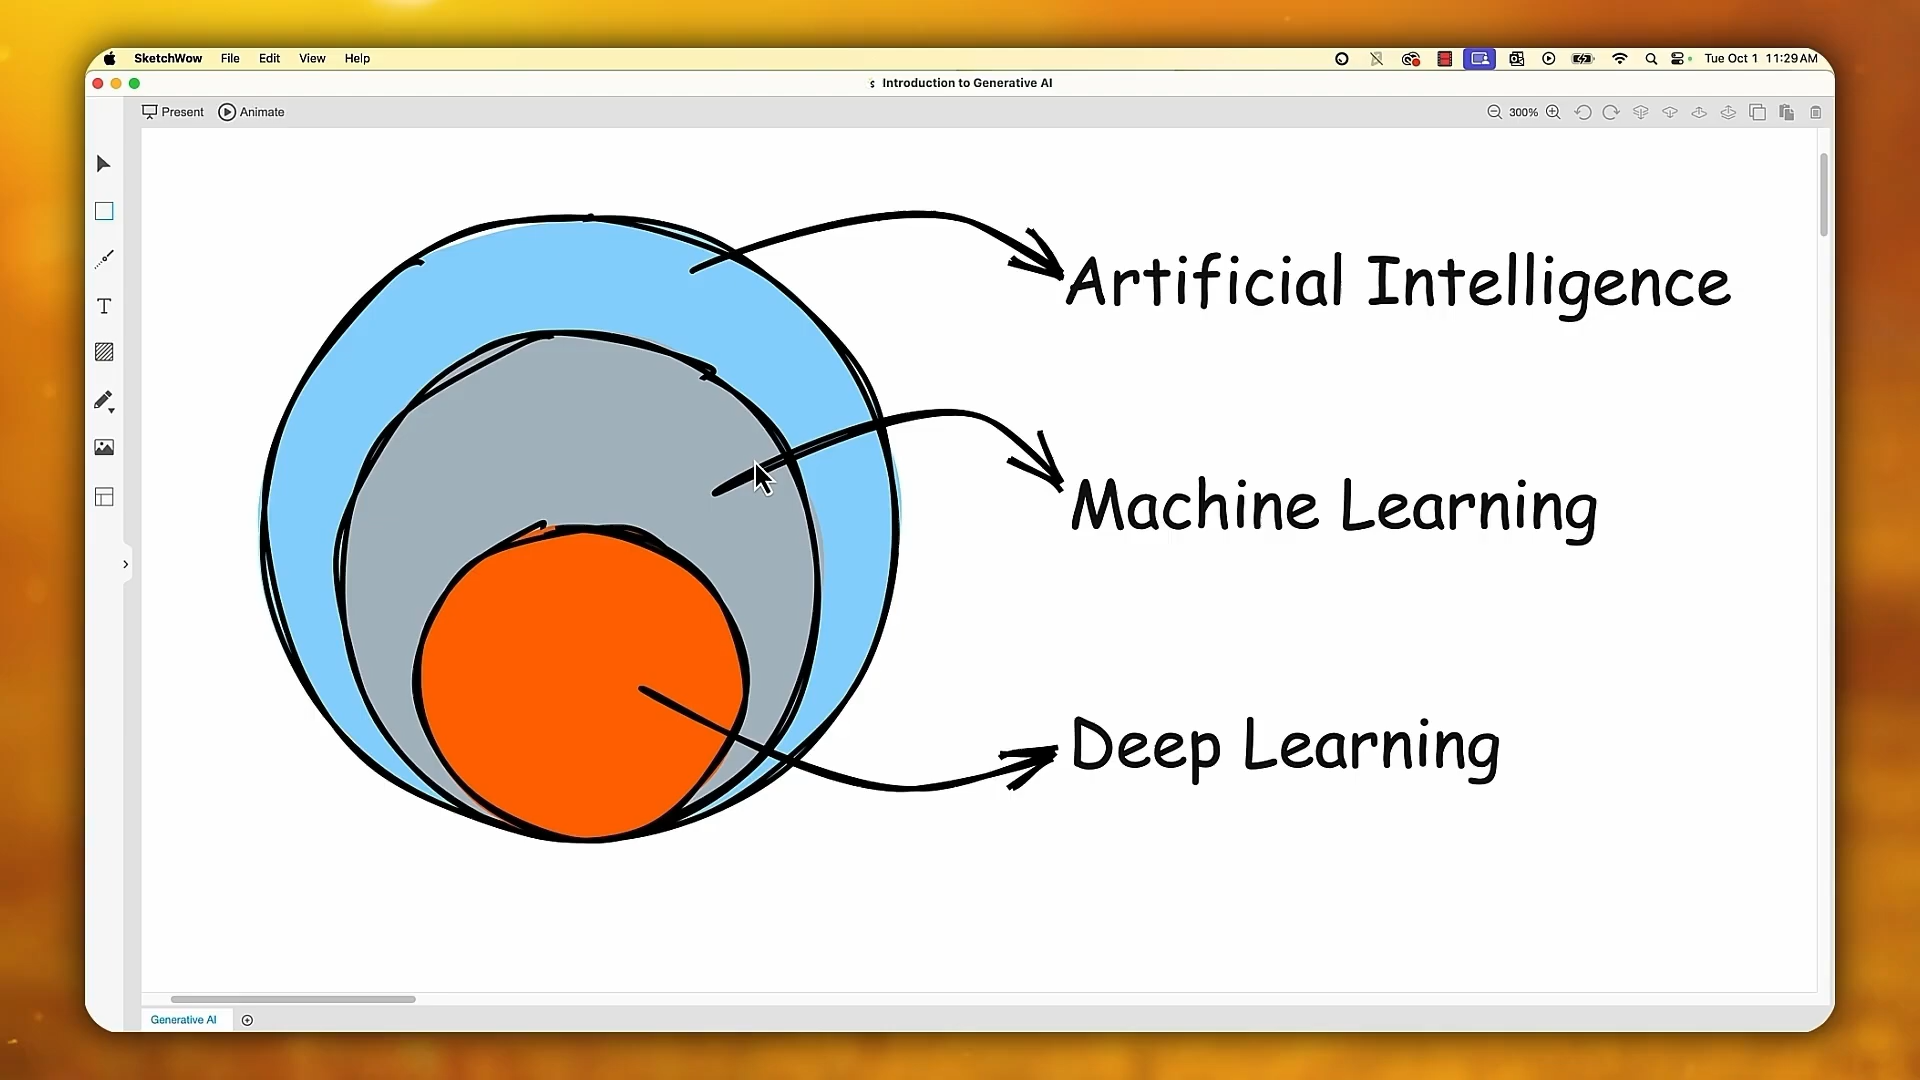 SketchWow File Edit View Help
Tue Oct 1 11:29 AM
Introduction to Generative AI
Present Animate
300%
Artificial Intelligence
Machine Learning
Deep Learning
Generative AI